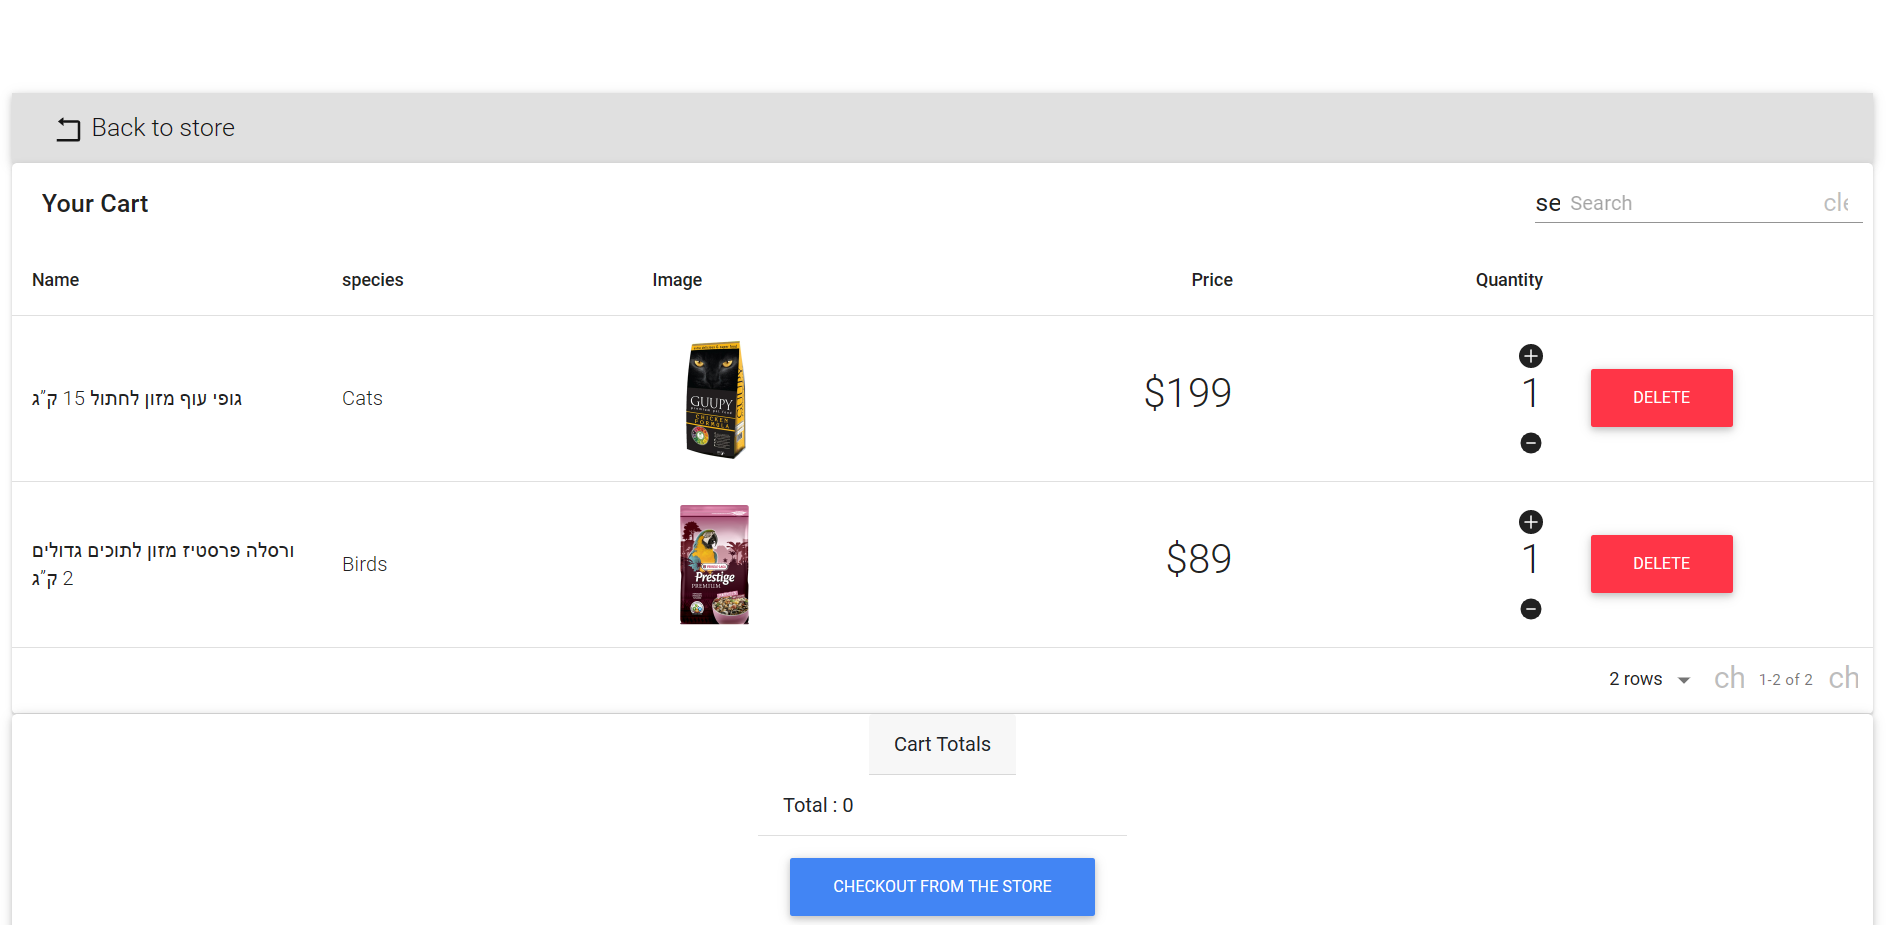 Back to store
Your Cart
se Search cle
Name species Image Price Quantity
גופי עוף מזון לחתול 15 ק"ג Cats $199 1 DELETE
GUUPY
CHICKEN
FORMULA
ורסלה פרסטיז מזון לתוכים גדולים
2 ק"ג
Birds $89 1 DELETE
Prestige
PREMIUM
2 rows ch 1-2 of 2 ch
Cart Totals
Total : 0
CHECKOUT FROM THE STORE